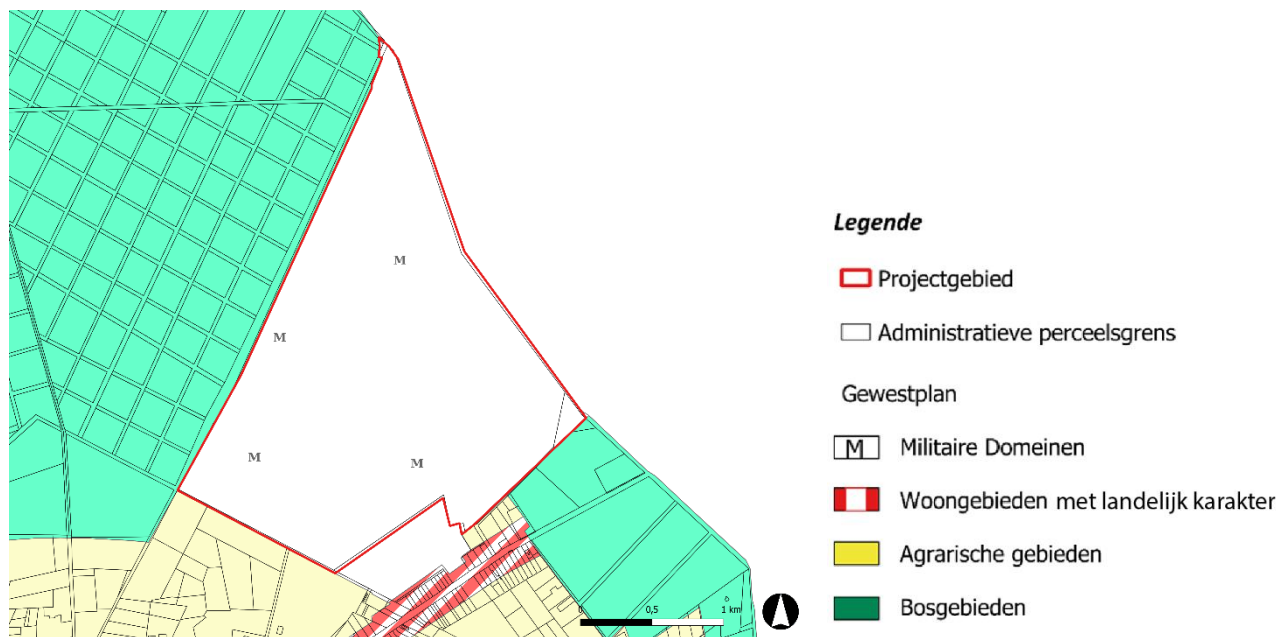 M
M
M
M
0 0,5 1 km
Legende
Projectgebied
Administratieve perceelsgrens
Gewestplan
M Militaire Domeinen
Woongebieden met landelijk karakter
Agrarische gebieden
Bosgebieden